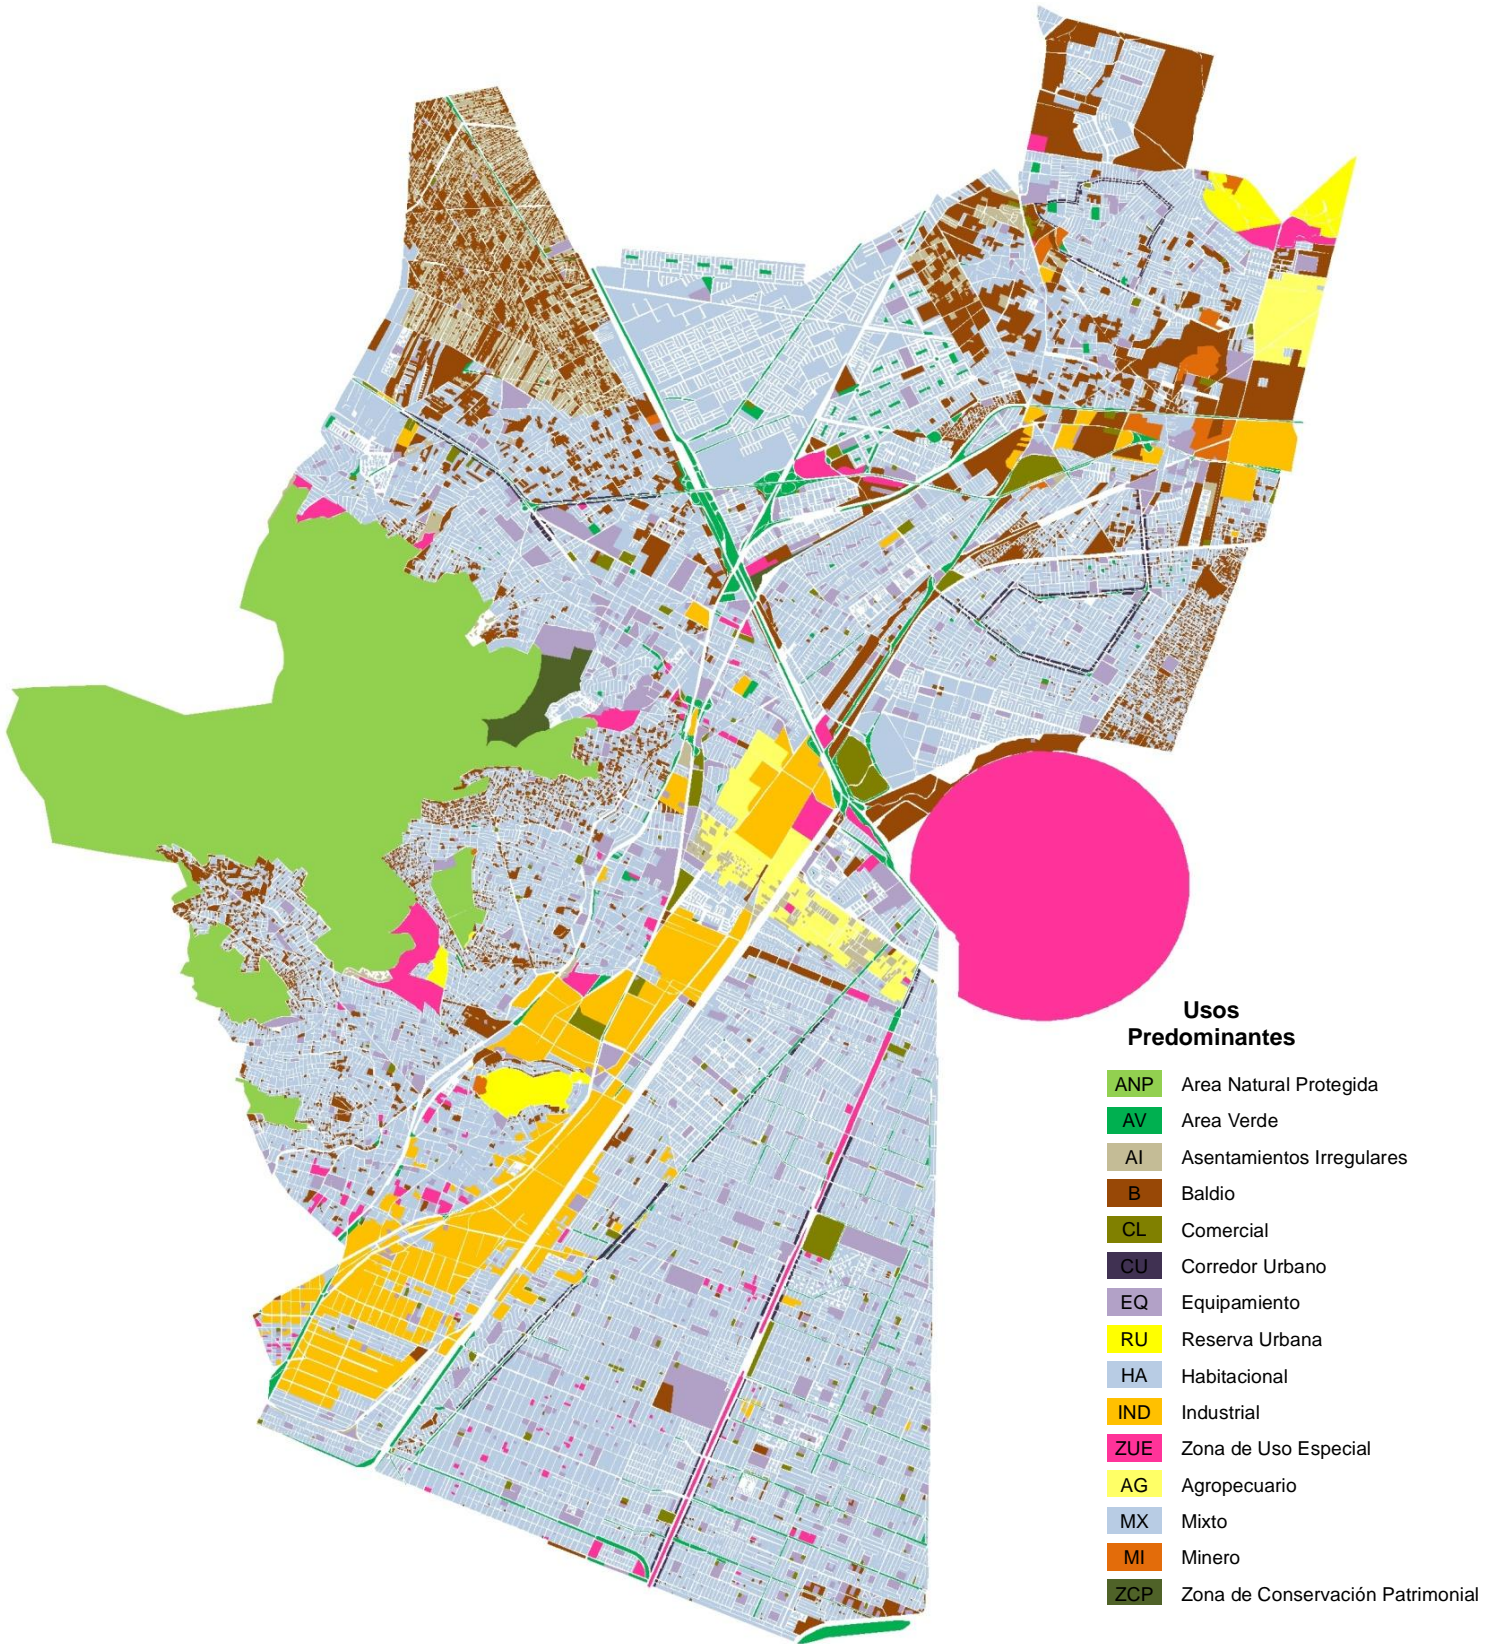 Usos
Predominantes
ANP Area Natural Protegida
AV Area Verde
AI Asentamientos Irregulares
B Baldio
CL Comercial
CU Corredor Urbano
EQ Equipamiento
RU Reserva Urbana
HA Habitacional
IND Industrial
ZUE Zona de Uso Especial
AG Agropecuario
MX Mixto
MI Minero
ZCP Zona de Conservación Patrimonial